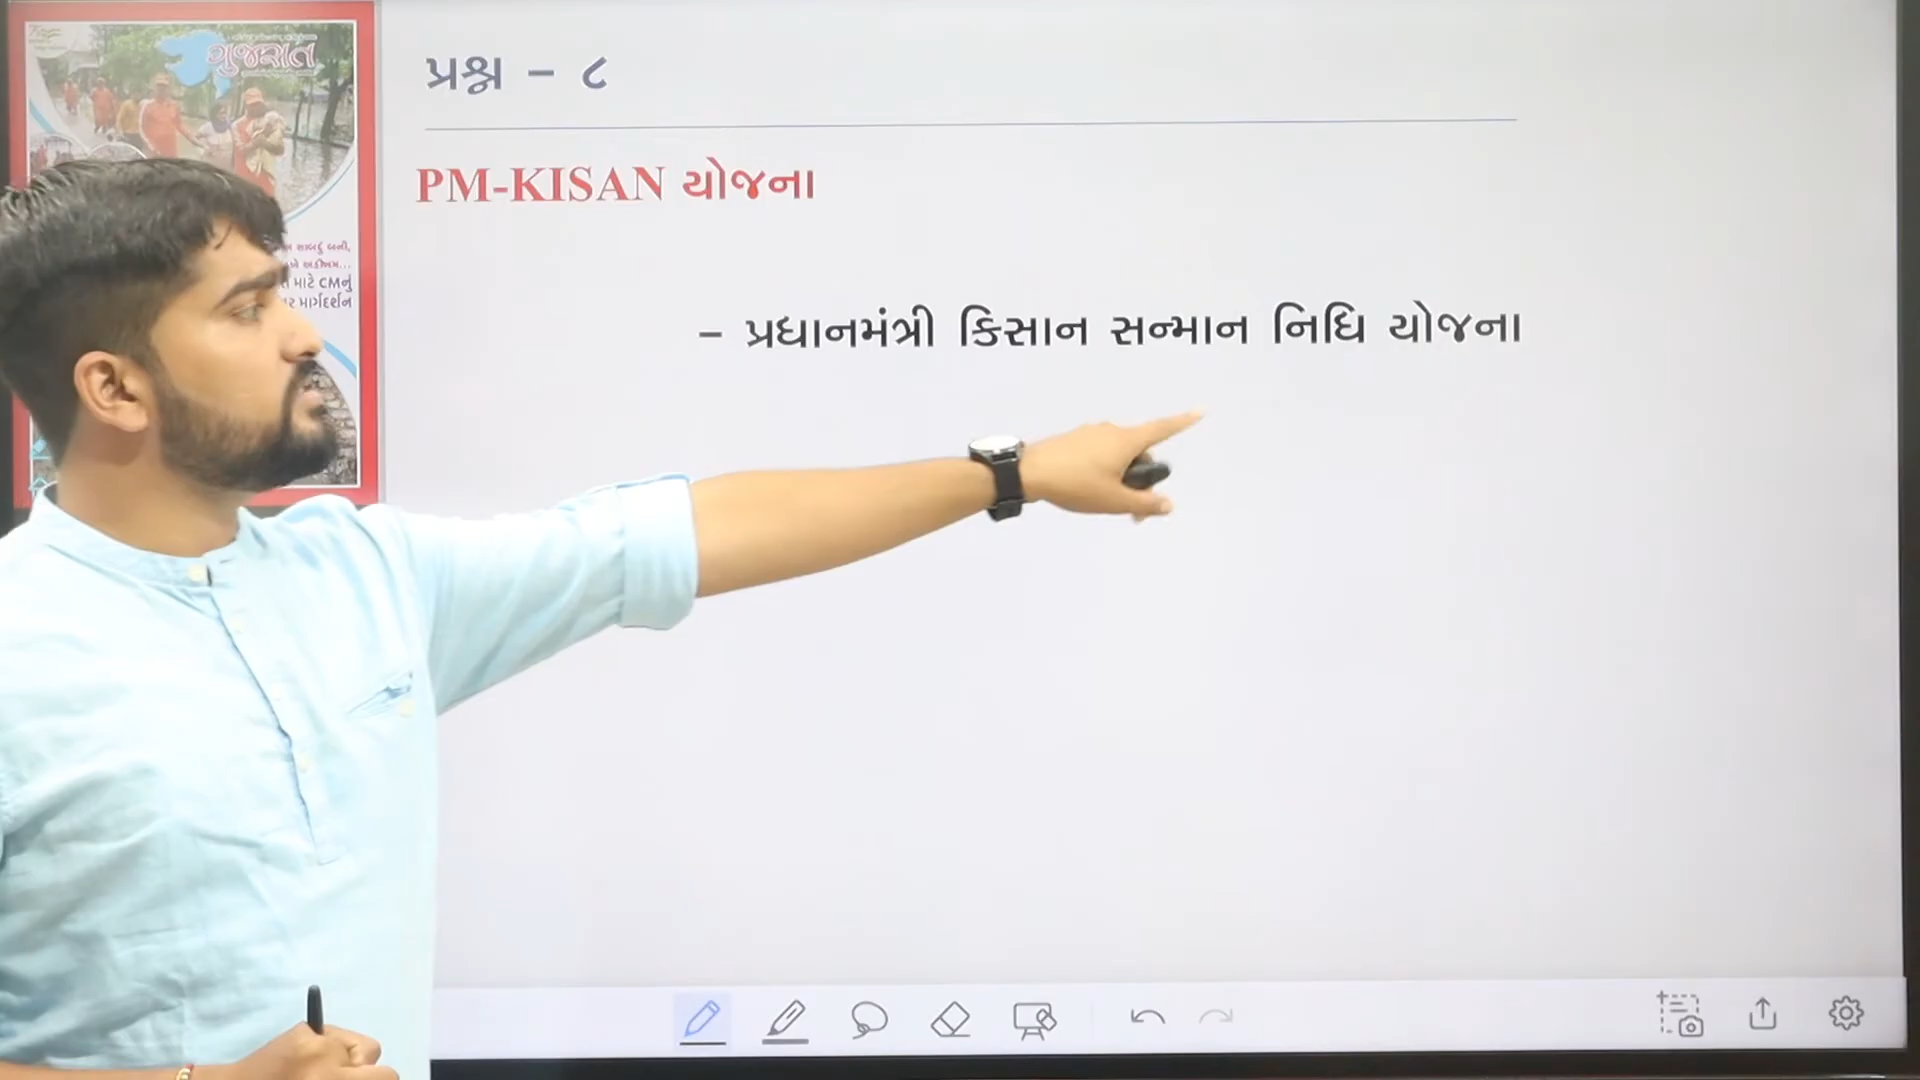 ગુજરાત
પ્રશ્ન – ૮
PM-KISAN યોજના
માટે CMનું
માર્ગદર્શન
– પ્રધાનમંત્રી કિસાન સન્માન નિધિ યોજના